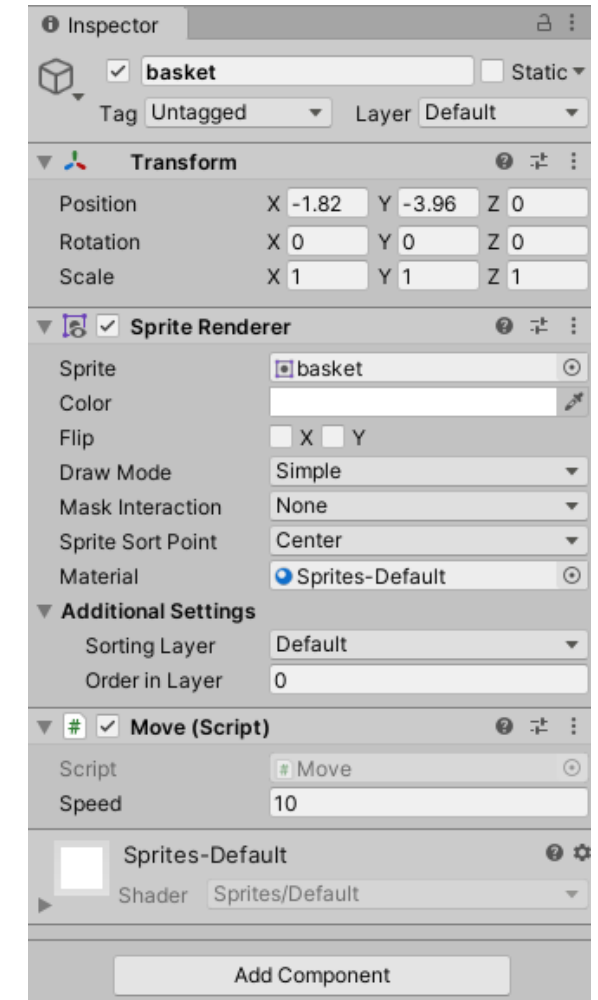 Inspector
basket Static
Tag Untagged Layer Default
Transform
Position X -1.82 Y -3.96 Z 0
Rotation X 0 Y 0 Z 0
Scale X 1 Y 1 Z 1
Sprite Renderer
Sprite basket
Color
Flip X Y
Draw Mode Simple
Mask Interaction None
Sprite Sort Point Center
Material Sprites-Default
Additional Settings
Sorting Layer Default
Order in Layer 0
# Move (Script)
Script # Move
Speed 10
Sprites-Default
Shader Sprites/Default
Add Component